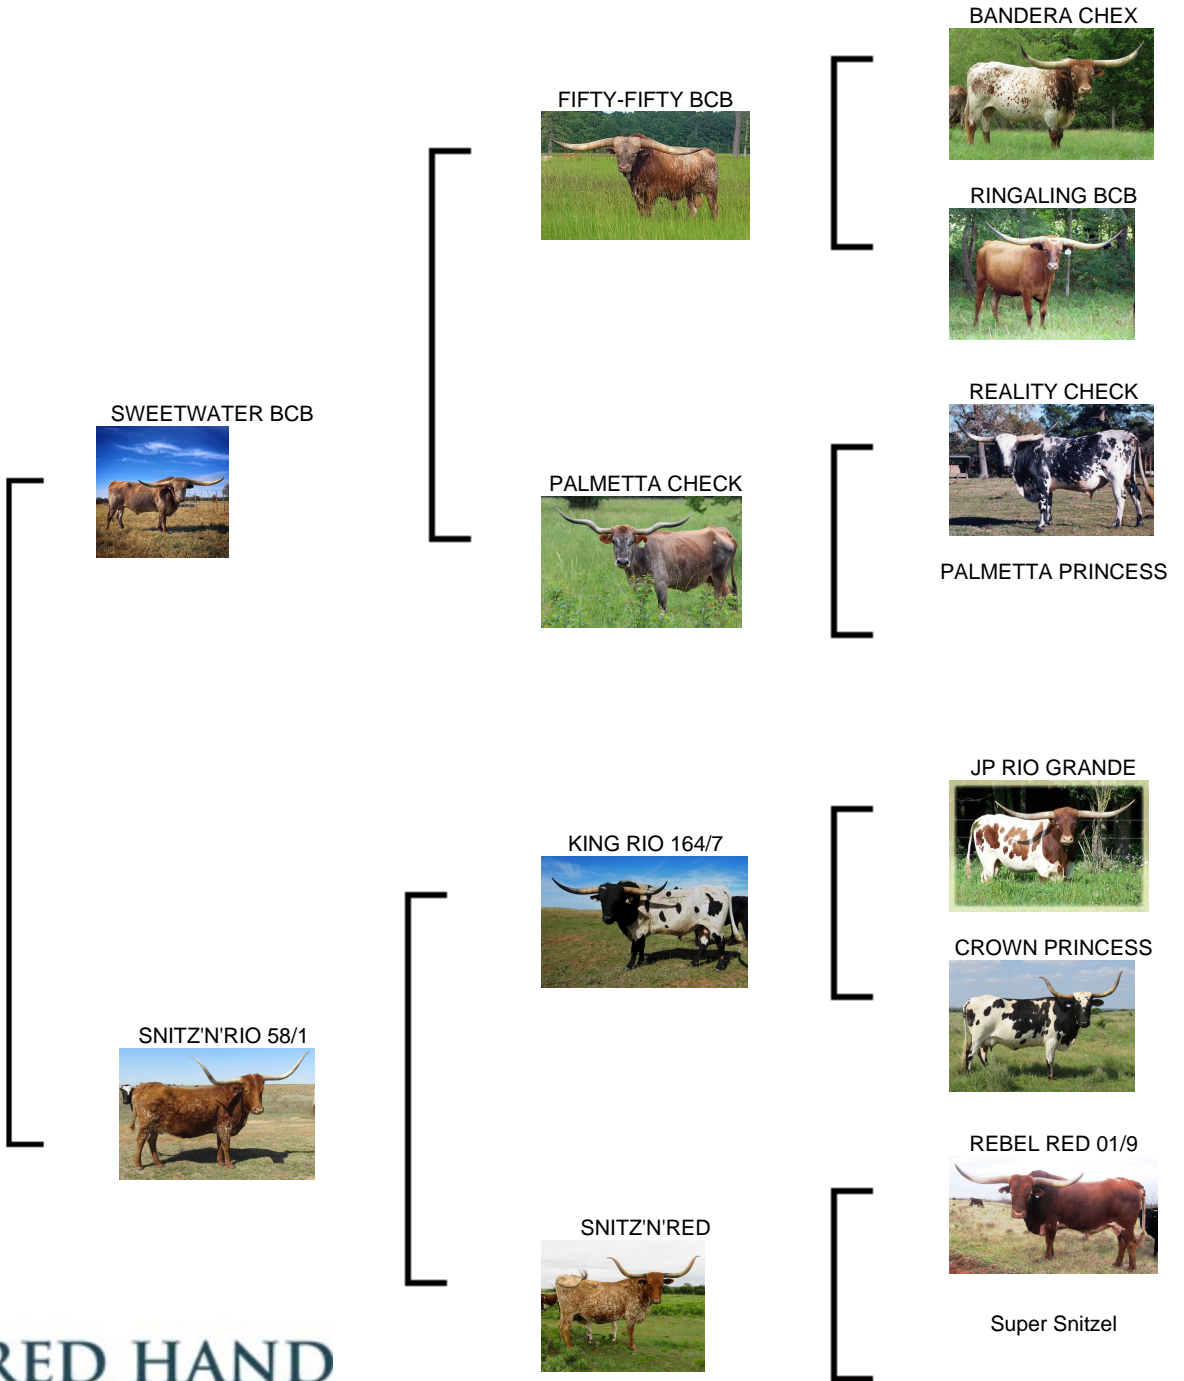 BANDERA CHEX
FIFTY-FIFTY BCB
RINGALING BCB
REALITY CHECK
SWEETWATER BCB
PALMETTA CHECK
PALMETTA PRINCESS
JP RIO GRANDE
KING RIO 164/7
CROWN PRINCESS
SNITZ'N'RIO 58/1
REBEL RED 01/9
SNITZ'N'RED
Super Snitzel
RED HAND